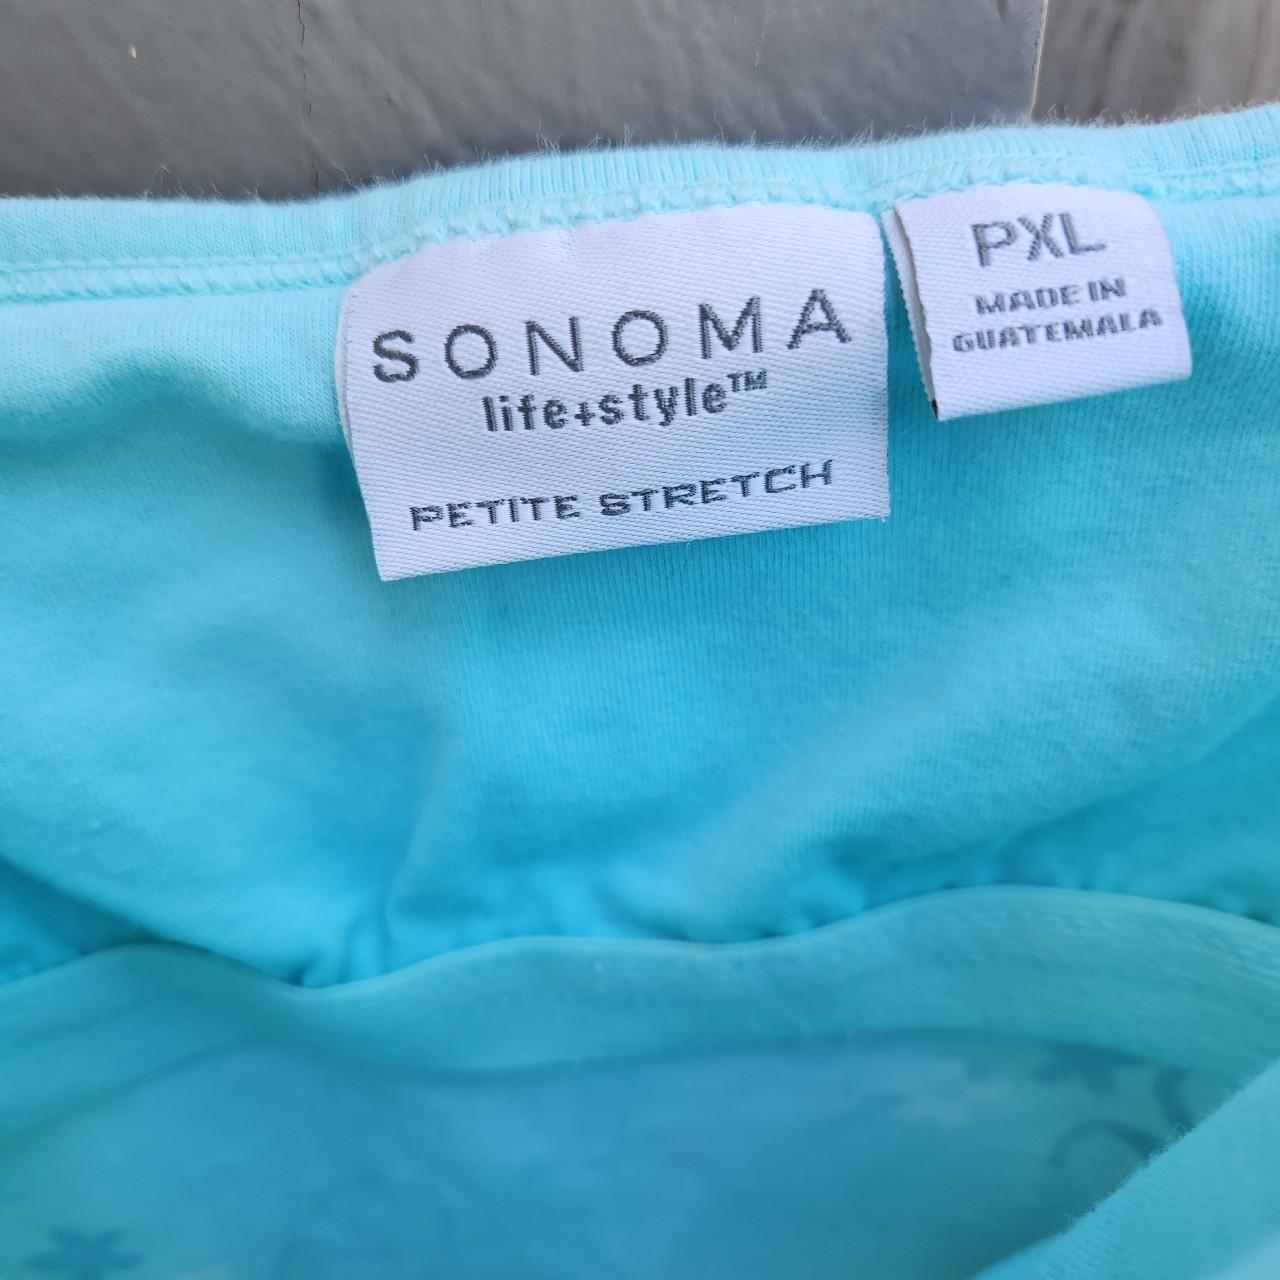 SONOMA
life+style™
PETITE STRETCH
PXL
MADE IN
GUATEMALA